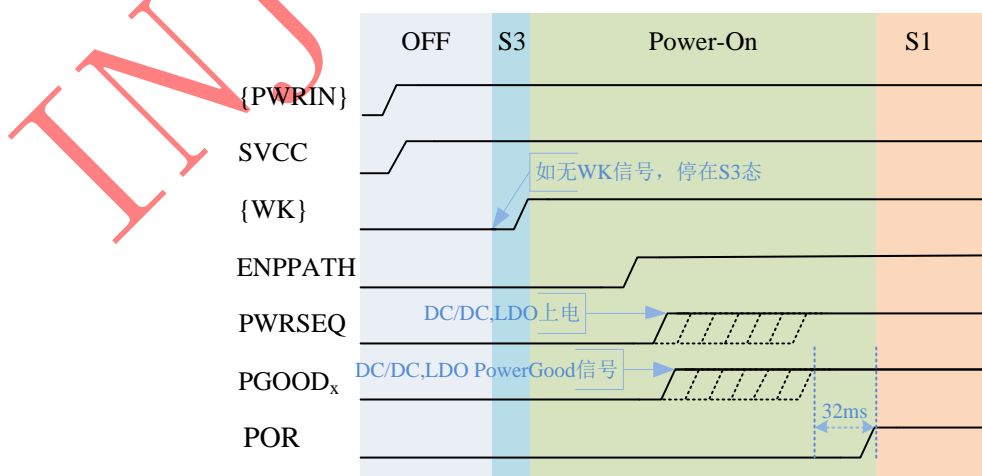 OFF S3 Power-On S1
{PWRIN}
SVCC
如无WK信号，停在S3态
{WK}
ENPPATH
DC/DC,LDO上电
PWRSEQ
DC/DC,LDO PowerGood信号
PGOODx
32ms
POR
INJ